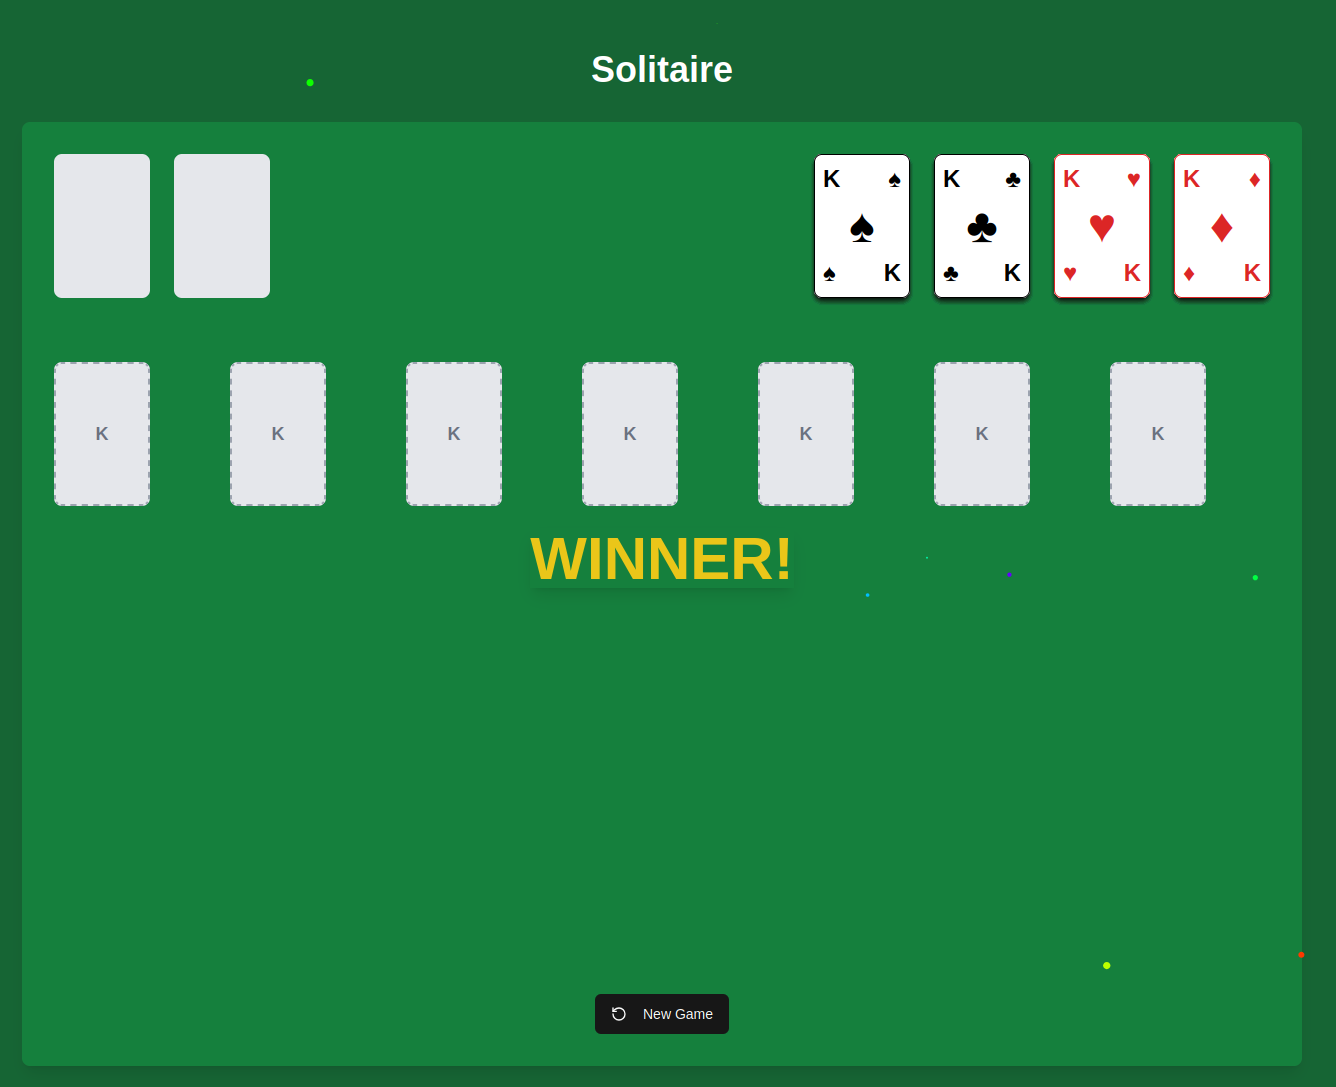 Solitaire
K ♠ K ♣ K ♥ K ♦
♠ ♣ ♥ ♦
♠ K ♣ K ♥ K ♦ K
K K K K K K K
WINNER!
New Game